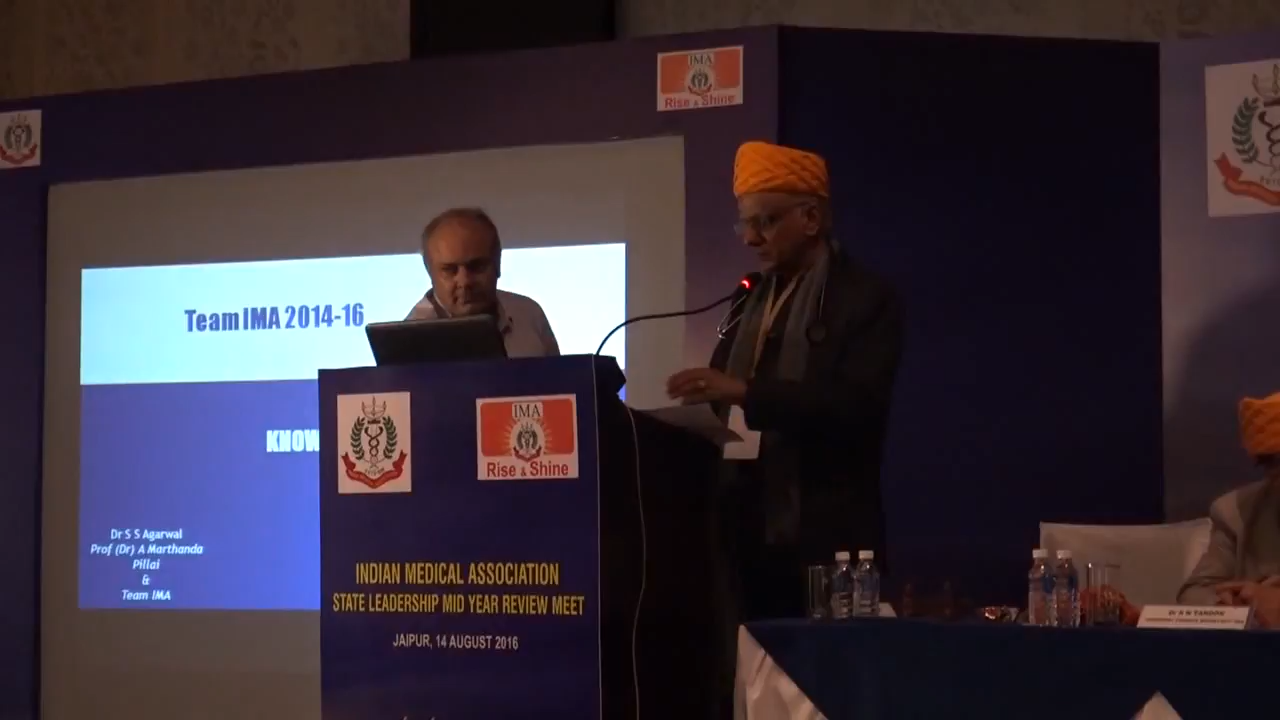 IMA
Rise & Shine
Team IMA 2014-16
KNOW
Dr S S Agarwal
Prof (Dr) A Marthanda
Pillai
&
Team IMA
IMA
Rise & Shine
INDIAN MEDICAL ASSOCIATION
STATE LEADERSHIP MID YEAR REVIEW MEET
JAIPUR, 14 AUGUST 2016